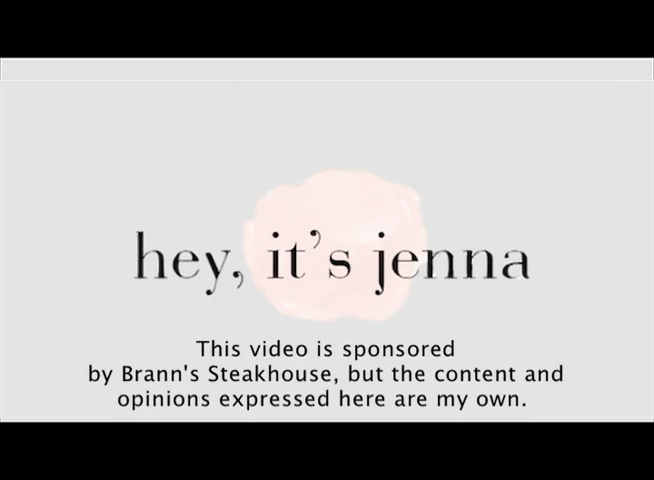 hey, it's jenna
This video is sponsored
by Brann's Steakhouse, but the content and
opinions expressed here are my own.